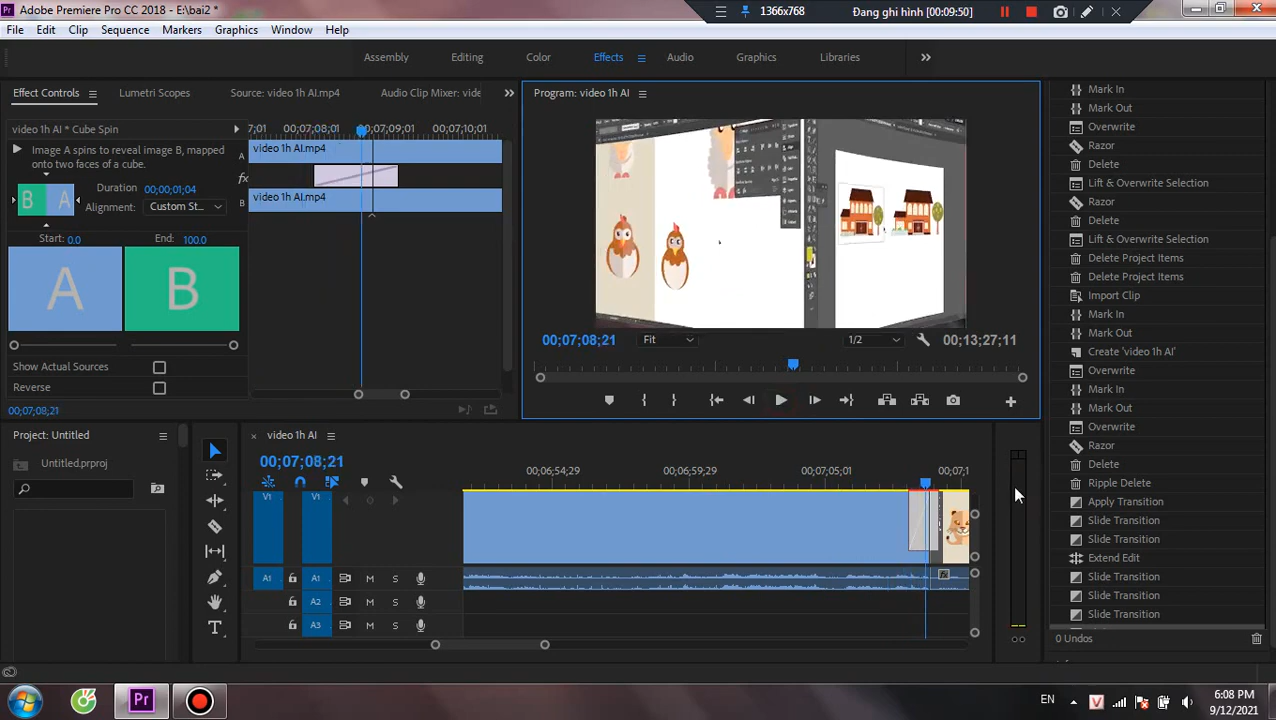 Adobe Premiere Pro CC 2018 - E:\bai2 *
1366x768
Đang ghi hình [00:09:50]
File Edit Clip Sequence Markers Graphics Window Help
Assembly Editing Color Effects Audio Graphics Libraries
Effect Controls Lumetri Scopes Source: video 1h AI.mp4 Audio Clip Mixer: vide
video 1h AI * Cube Spin
Image A spins to reveal image B, mapped
onto two faces of a cube.
Duration 00;00;01;04
Alignment: Custom St...
Start: 0.0 End: 100.0
A B
Show Actual Sources
Reverse
00;07;08;21
7;01 00;07;08;01 00;07;09;01 00;07;10;01
A video 1h AI.mp4
fx
B video 1h AI.mp4
Program: video 1h AI
00;07;08;21 Fit 1/2 00;13;27;11
Mark In
Mark Out
Overwrite
Razor
Delete
Lift & Overwrite Selection
Razor
Delete
Lift & Overwrite Selection
Delete Project Items
Delete Project Items
Import Clip
Mark In
Mark Out
Create 'video 1h AI'
Overwrite
Mark In
Mark Out
Overwrite
Razor
Delete
Ripple Delete
Apply Transition
Slide Transition
Slide Transition
Extend Edit
Slide Transition
Slide Transition
Slide Transition
0 Undos
Project: Untitled
Untitled.prproj
video 1h AI
00;07;08;21
00;06;54;29 00;06;59;29 00;07;05;01 00;07;1
V1 V1
A1 A1 M S
A2 M S
A3 M S
EN
6:08 PM
9/12/2021